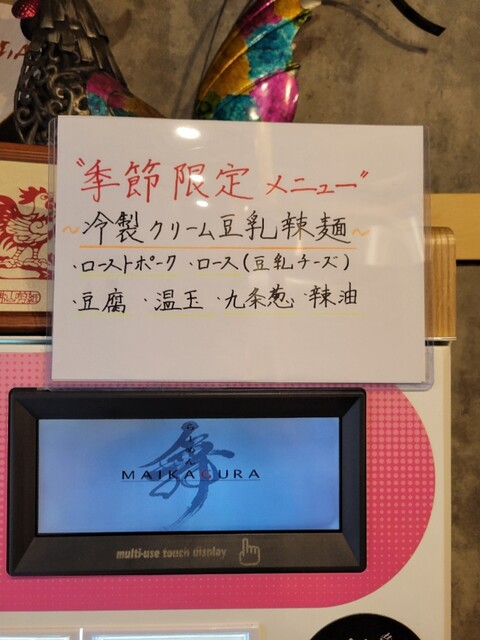 "季節限定 メニュー"
~冷製クリーム豆乳辣麺~
・ローストポーク ・ロース(豆乳チーズ)
・豆腐 ・温玉 ・九条葱 ・辣油
舞
MAIKAGURA
multi-use touch display